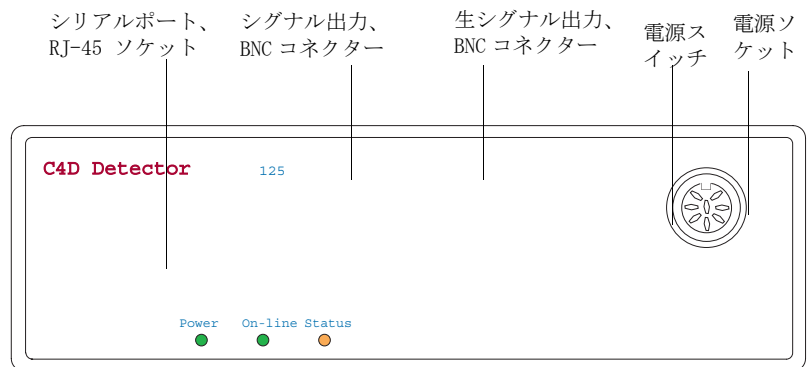 シリアルポート、
RJ-45 ソケット
シグナル出力、
BNC コネクター
生シグナル出力、
BNC コネクター
電源ス
イッチ
電源ソ
ケット
C4D Detector
125
Power On-line Status